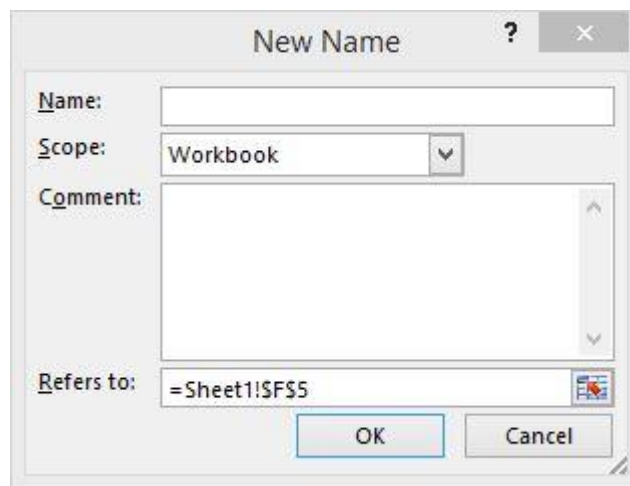 New Name ?
Name:
Scope: Workbook
Comment:
Refers to: =Sheet1!$F$5
OK Cancel